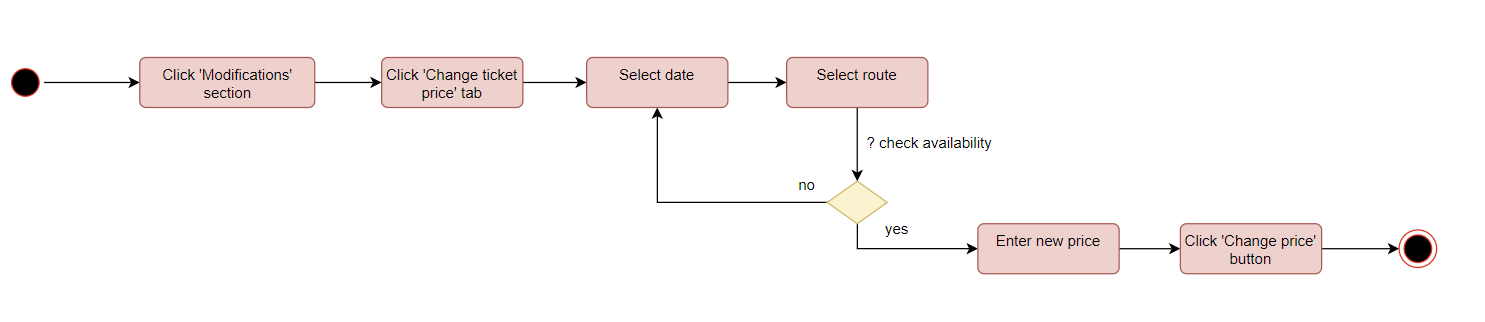 Click 'Modifications'
section
Click 'Change ticket
price' tab
Select date
Select route
? check availability
no
yes
Enter new price
Click 'Change price'
button